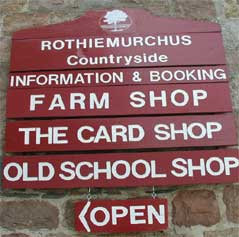 ROTHIEMURCHUS
Countryside
INFORMATION & BOOKING
FARM SHOP
THE CARD SHOP
OLD SCHOOL SHOP
<OPEN